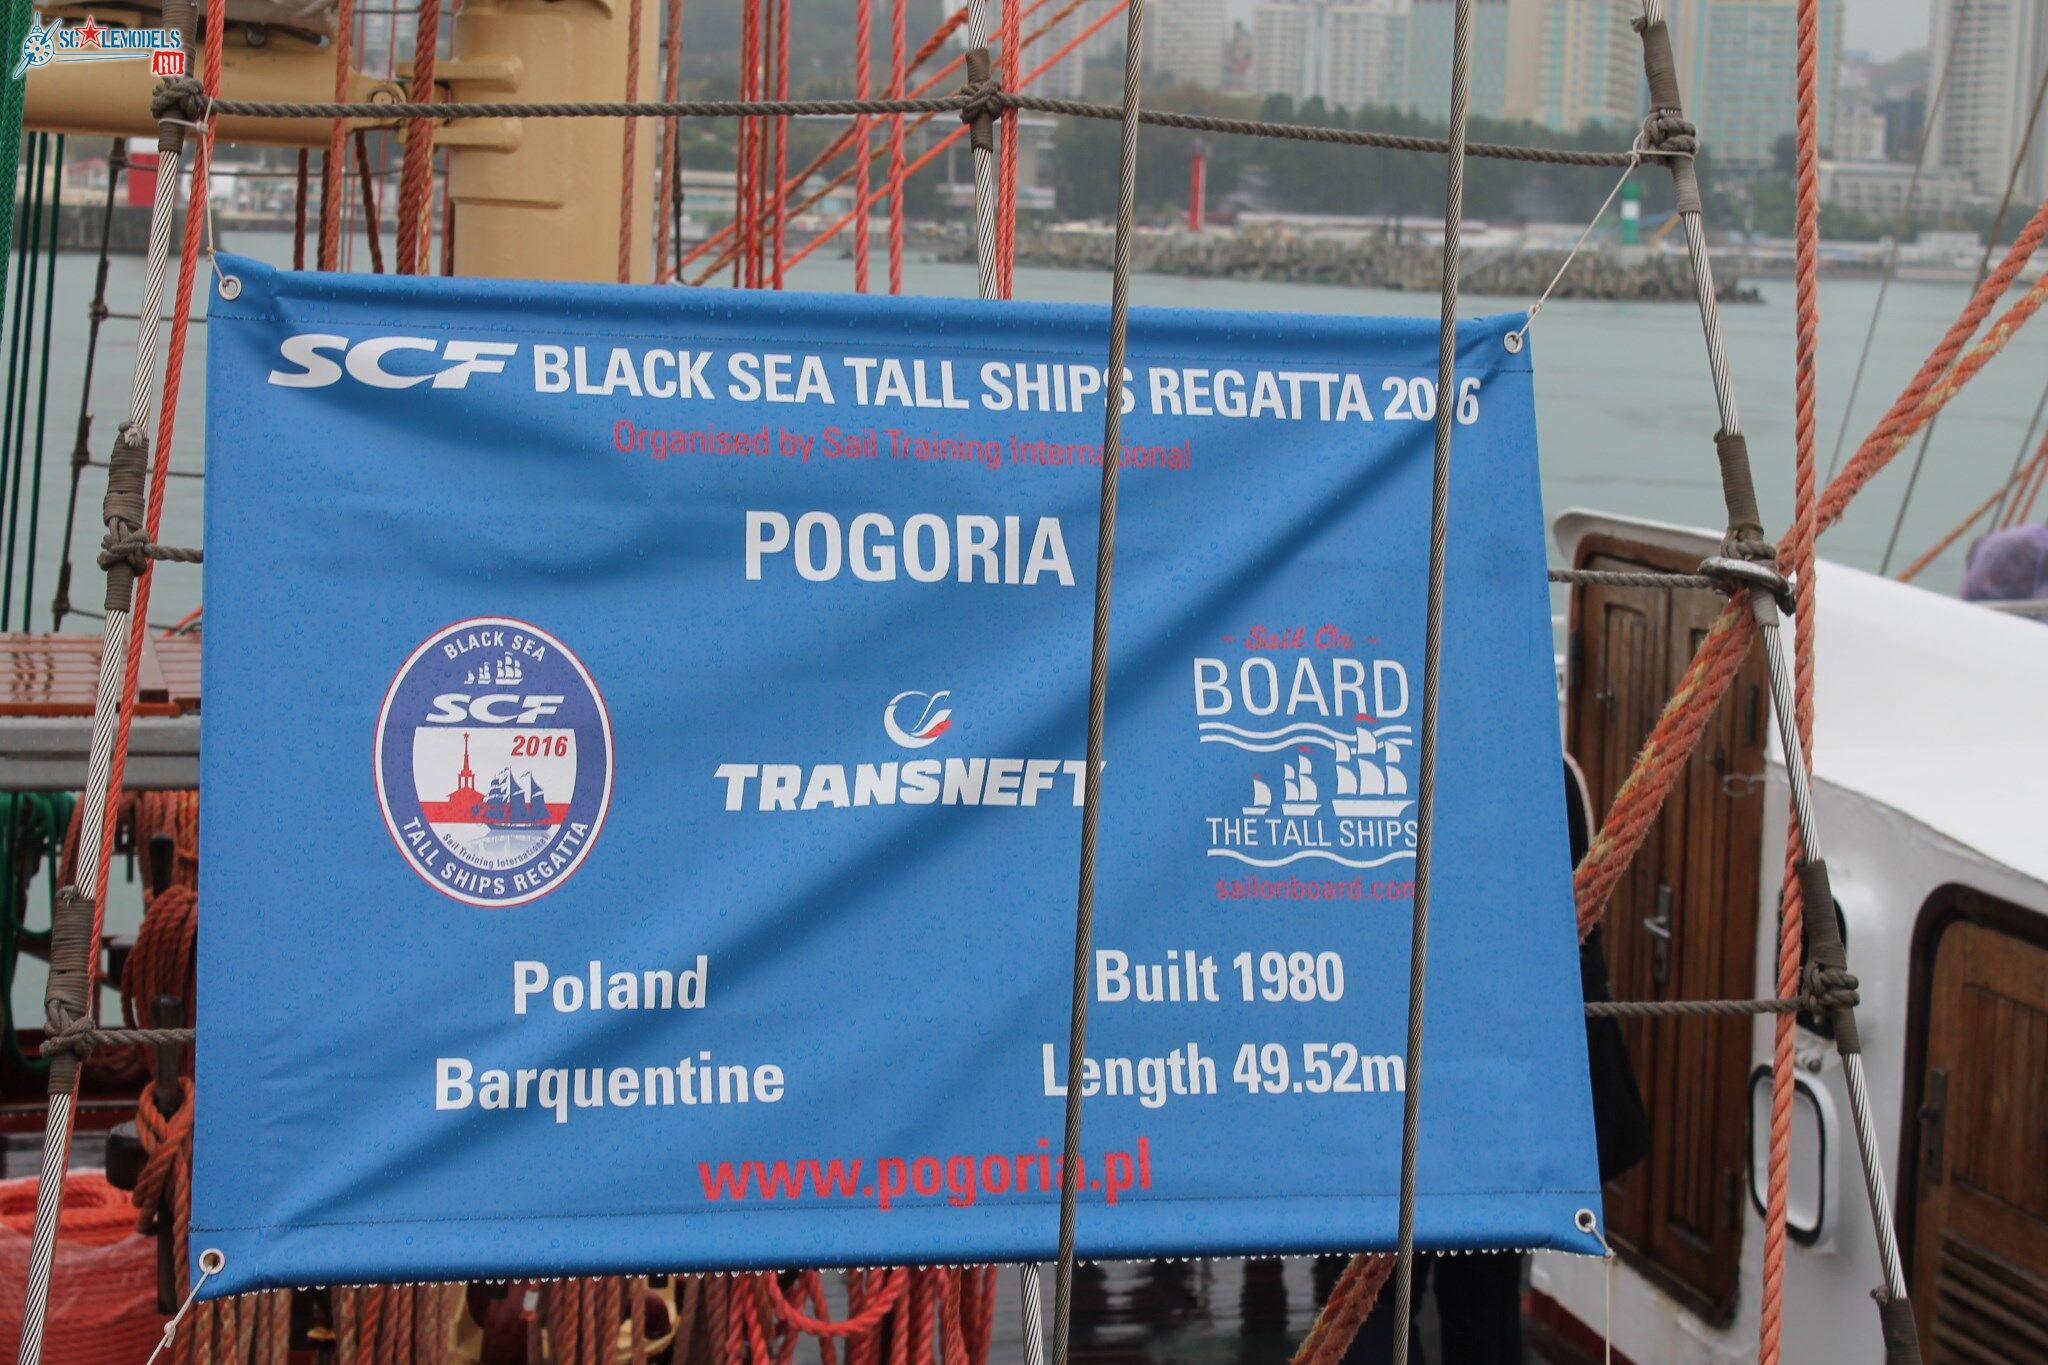 SCALEMODELS
RU
SCF BLACK SEA TALL SHIPS REGATTA 2016
Organised by Sail Training International
POGORIA
BLACK SEA
SCF
2016
Sail Training International
TALL SHIPS REGATTA
TRANSNEFT
~ Sail On ~
BOARD
THE TALL SHIPS
sailonboard.com
Poland
Built 1980
Barquentine
Length 49.52m
www.pogoria.pl